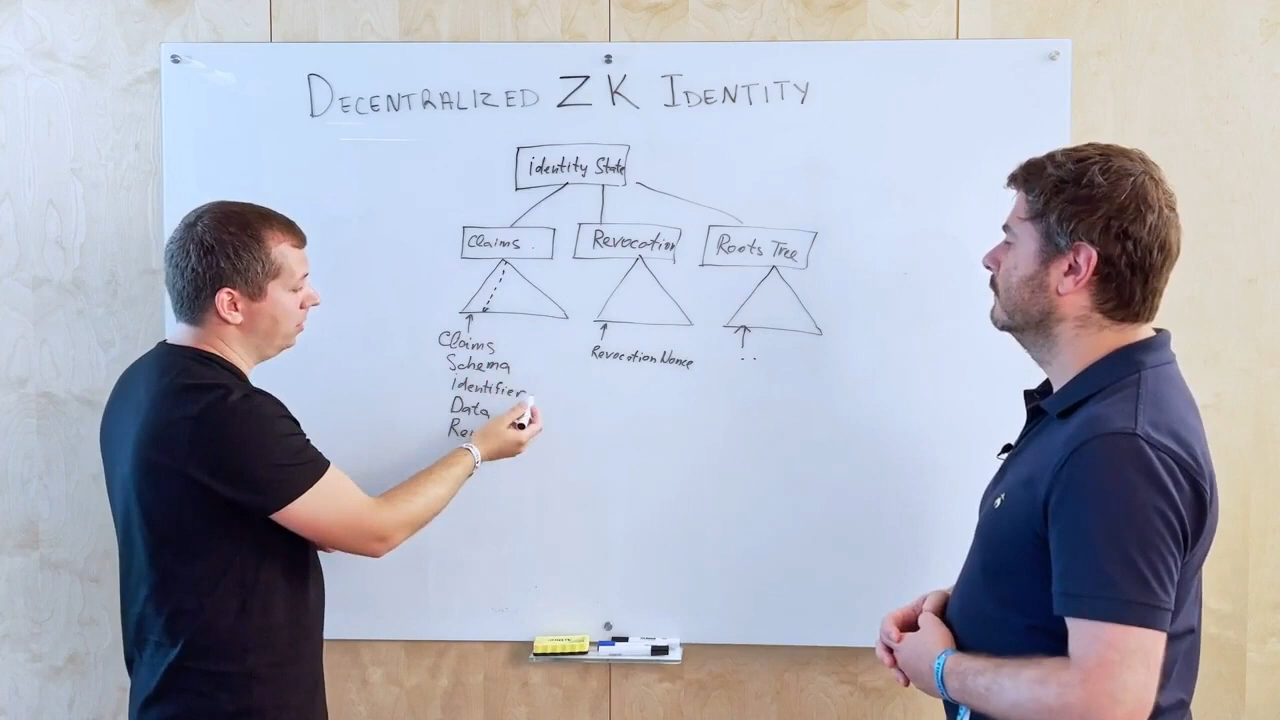 DECENTRALIZED ZK IDENTITY
identity State
Claims.
Revocation
Roots Tree
Claims
Schema
Identifier
Data
Revocation Nonce
..